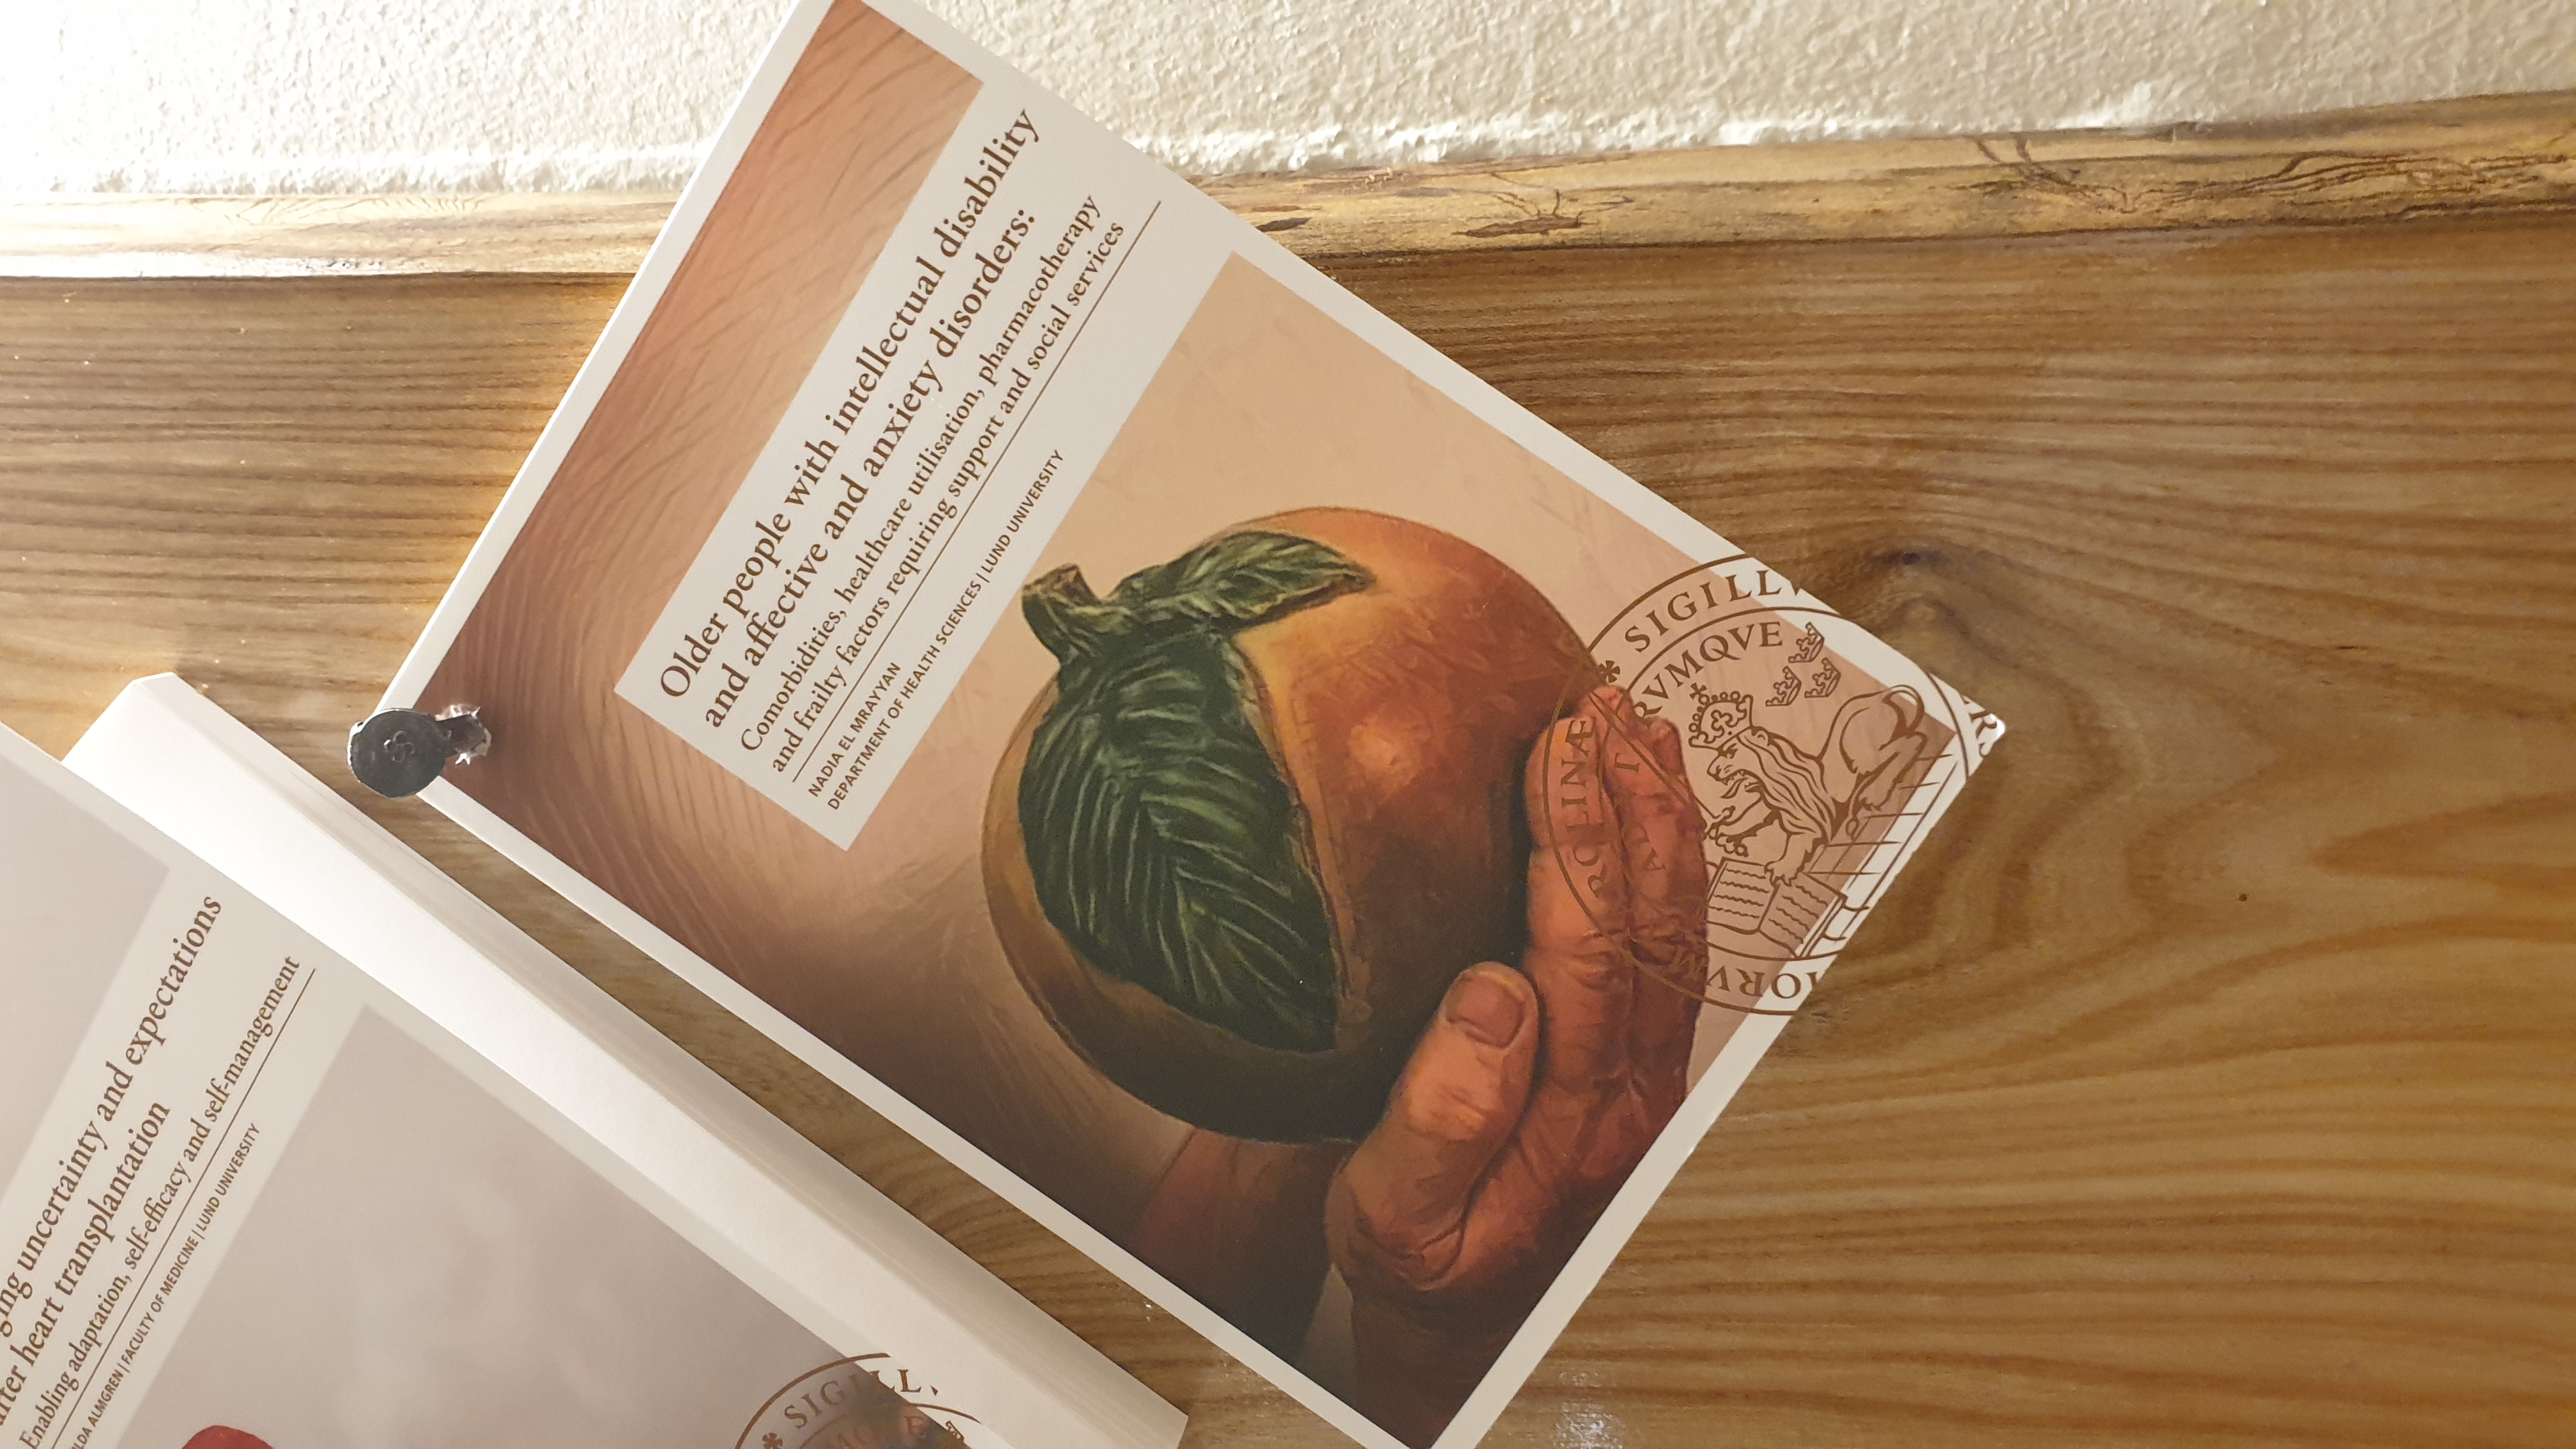 uncertainty and expectations
after heart transplantation
Enabling adaptation, self-efficacy and self-management
ALMGREN | FACULTY OF MEDICINE | LUND UNIVERSITY
SIGILL
Older people with intellectual disability
and affective and anxiety disorders:
Comorbidities, healthcare utilisation, pharmacotherapy
and frailty factors requiring support and social services
NADIA EL MRAYYAN
DEPARTMENT OF HEALTH SCIENCES | LUND UNIVERSITY
ROLINÆ * SIGILL
AD VT RVMQVE